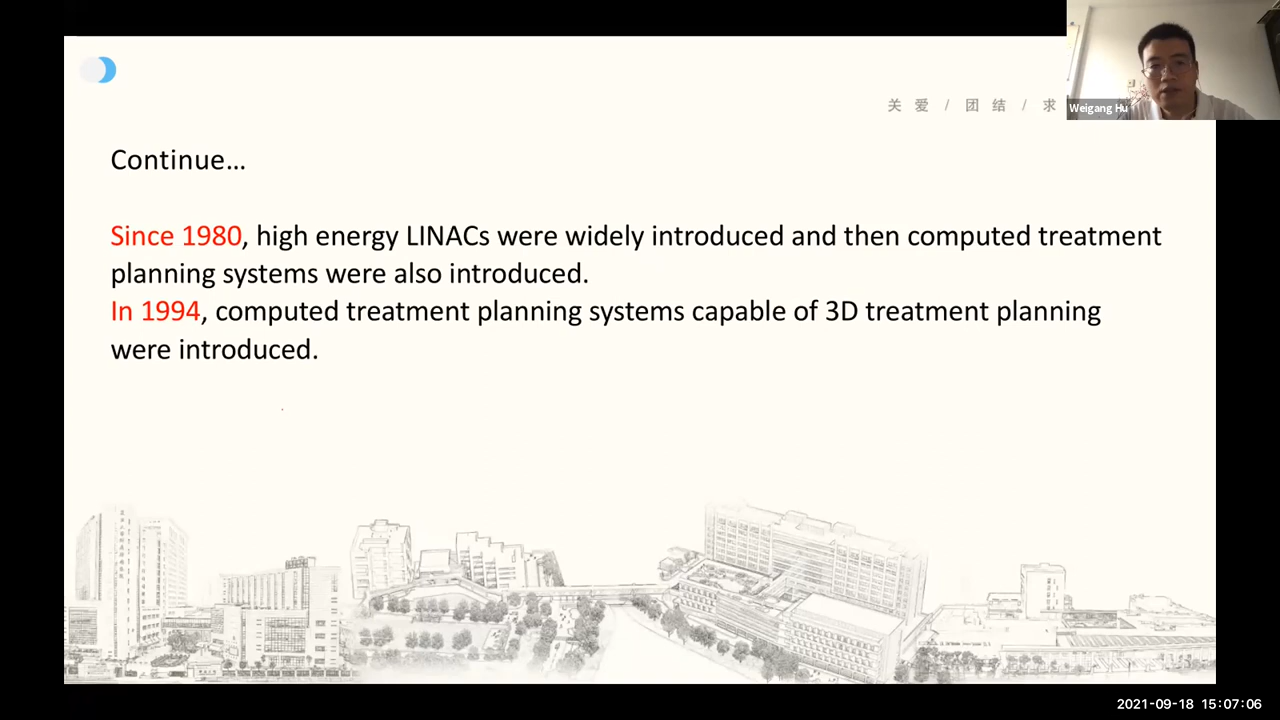 关 爱 / 团 结 / 求
Weigang Hu
Continue…
Since 1980, high energy LINACs were widely introduced and then computed treatment
planning systems were also introduced.
In 1994, computed treatment planning systems capable of 3D treatment planning
were introduced.
2021-09-18 15:07:06